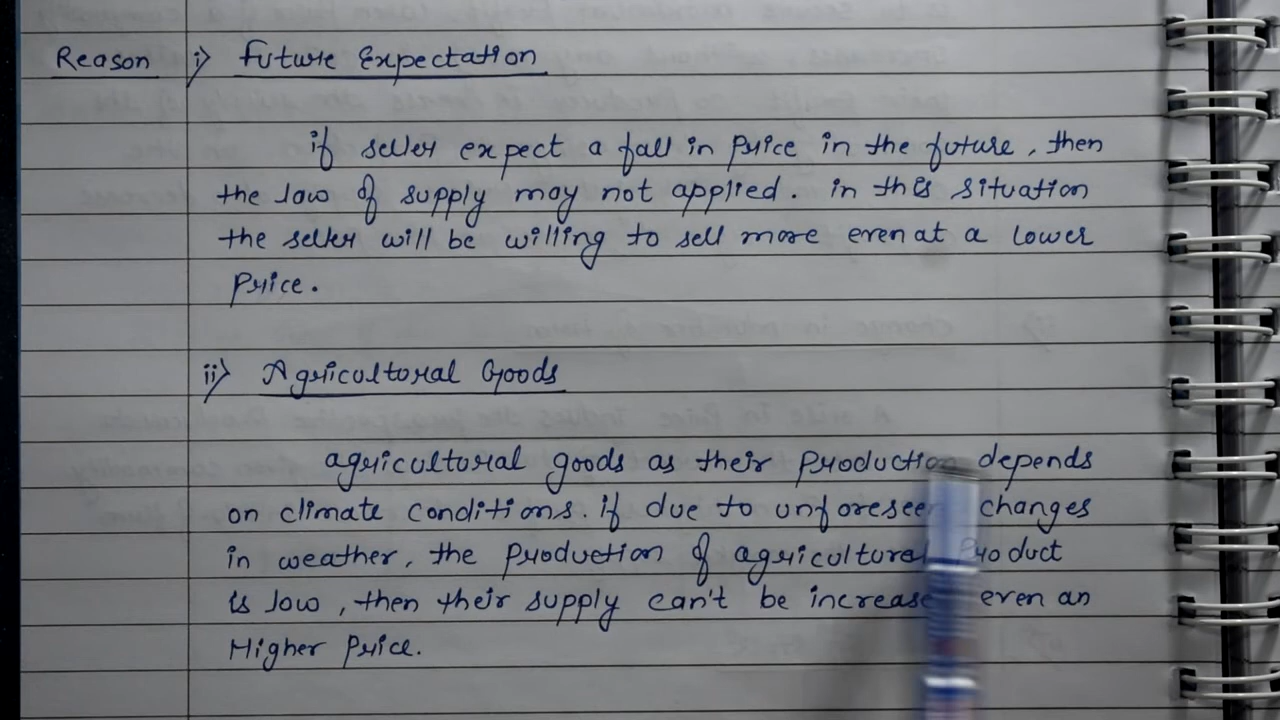 Reason i) Future Expectation
if seller expect a fall in price in the future, then
the law of supply may not applied. in this situation
the seller will be willing to sell more even at a lower
price.
ii) Agricultural Goods
agricultural goods as their production depends
on climate conditions. if due to unforeseen changes
in weather, the production of agricultural product
is low, then their supply can't be increase even an
Higher price.